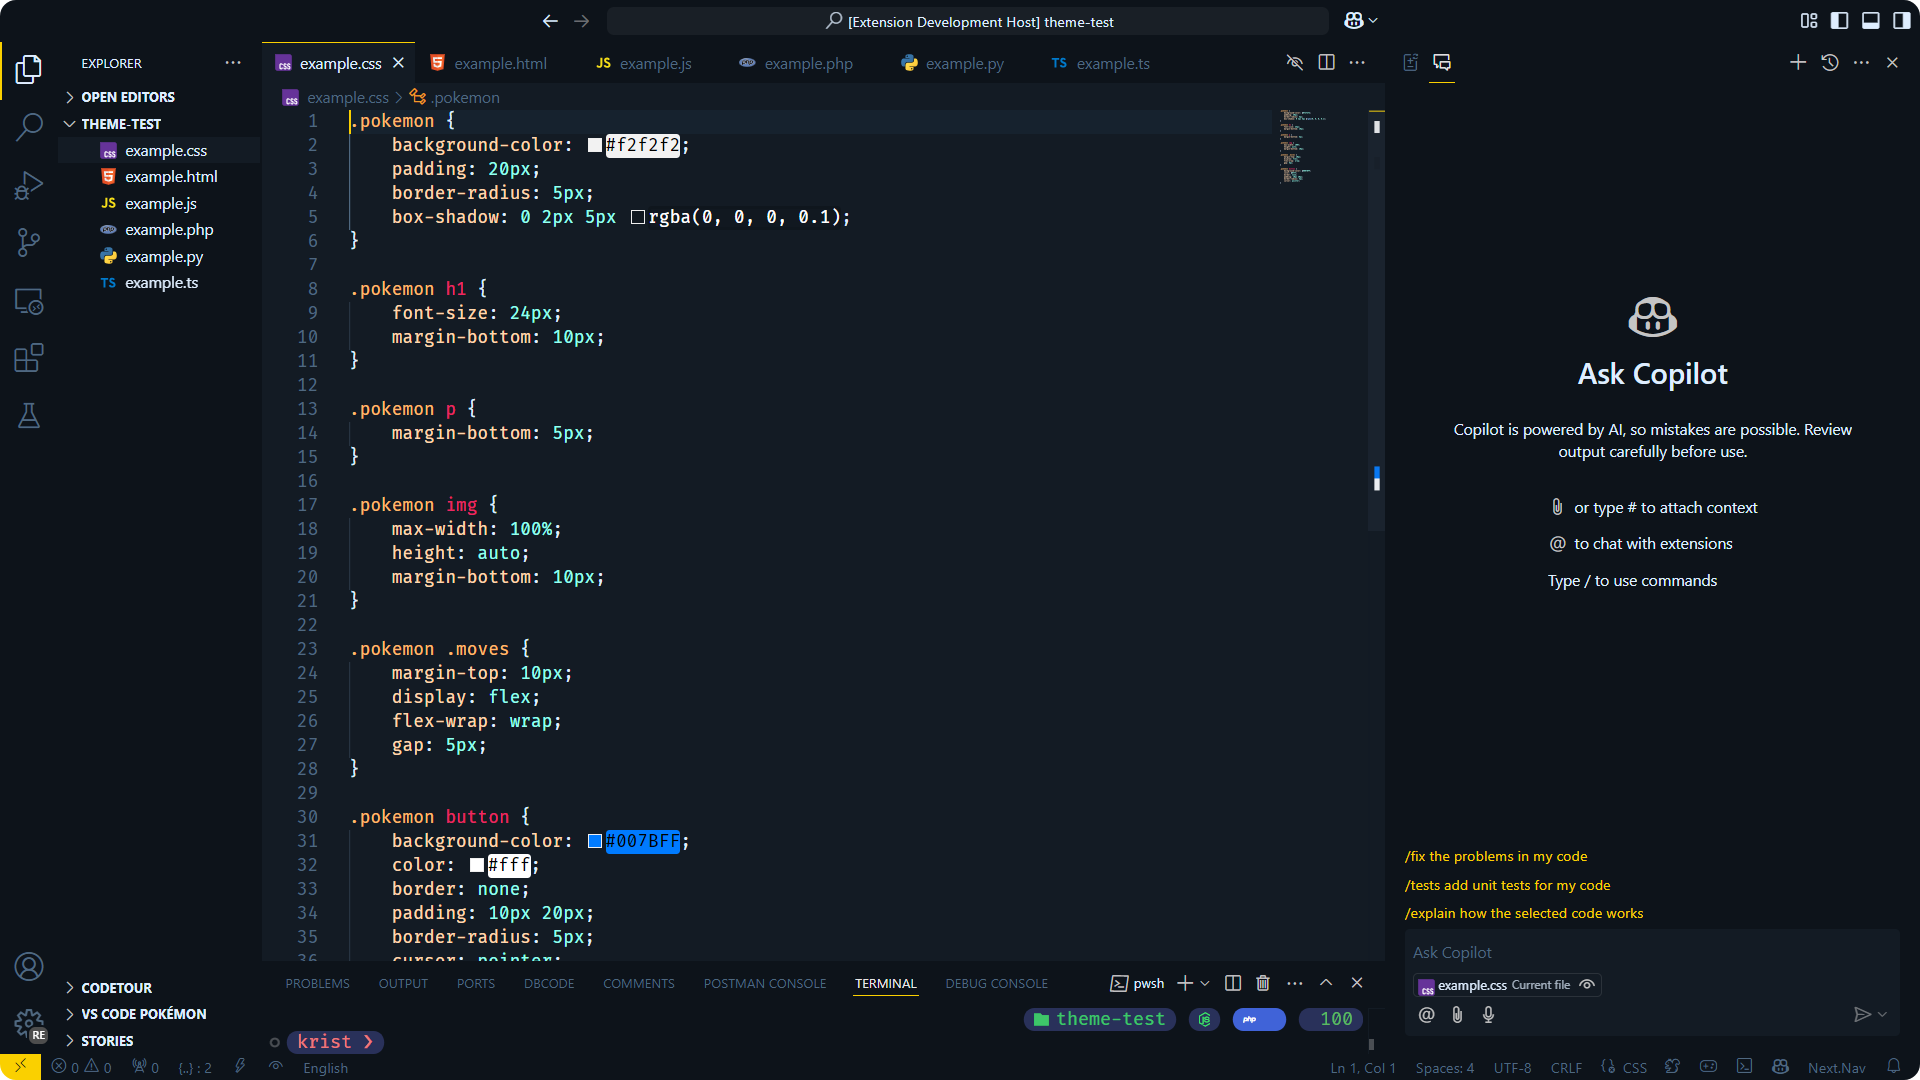 [Extension Development Host] theme-test
EXPLORER
OPEN EDITORS
THEME-TEST
example.css
example.html
example.js
example.php
example.py
example.ts
CODETOUR
VS CODE POKÉMON
STORIES
example.css
example.html
example.js
example.php
example.py
example.ts
example.css > .pokemon
1 .pokemon {
2 background-color: #f2f2f2;
3 padding: 20px;
4 border-radius: 5px;
5 box-shadow: 0 2px 5px rgba(0, 0, 0, 0.1);
6 }
7
8 .pokemon h1 {
9 font-size: 24px;
10 margin-bottom: 10px;
11 }
12
13 .pokemon p {
14 margin-bottom: 5px;
15 }
16
17 .pokemon img {
18 max-width: 100%;
19 height: auto;
20 margin-bottom: 10px;
21 }
22
23 .pokemon .moves {
24 margin-top: 10px;
25 display: flex;
26 flex-wrap: wrap;
27 gap: 5px;
28 }
29
30 .pokemon button {
31 background-color: #007BFF;
32 color: #fff;
33 border: none;
34 padding: 10px 20px;
35 border-radius: 5px;
36 cursor: pointer;
PROBLEMS OUTPUT PORTS DBCODE COMMENTS POSTMAN CONSOLE TERMINAL DEBUG CONSOLE
pwsh
theme-test php 100
krist ❯
Ask Copilot
Copilot is powered by AI, so mistakes are possible. Review
output carefully before use.
or type # to attach context
@ to chat with extensions
Type / to use commands
/fix the problems in my code
/tests add unit tests for my code
/explain how the selected code works
Ask Copilot
example.css Current file
@
RE
0 0 0 {..} : 2 English
Ln 1, Col 1 Spaces: 4 UTF-8 CRLF CSS Next.Nav